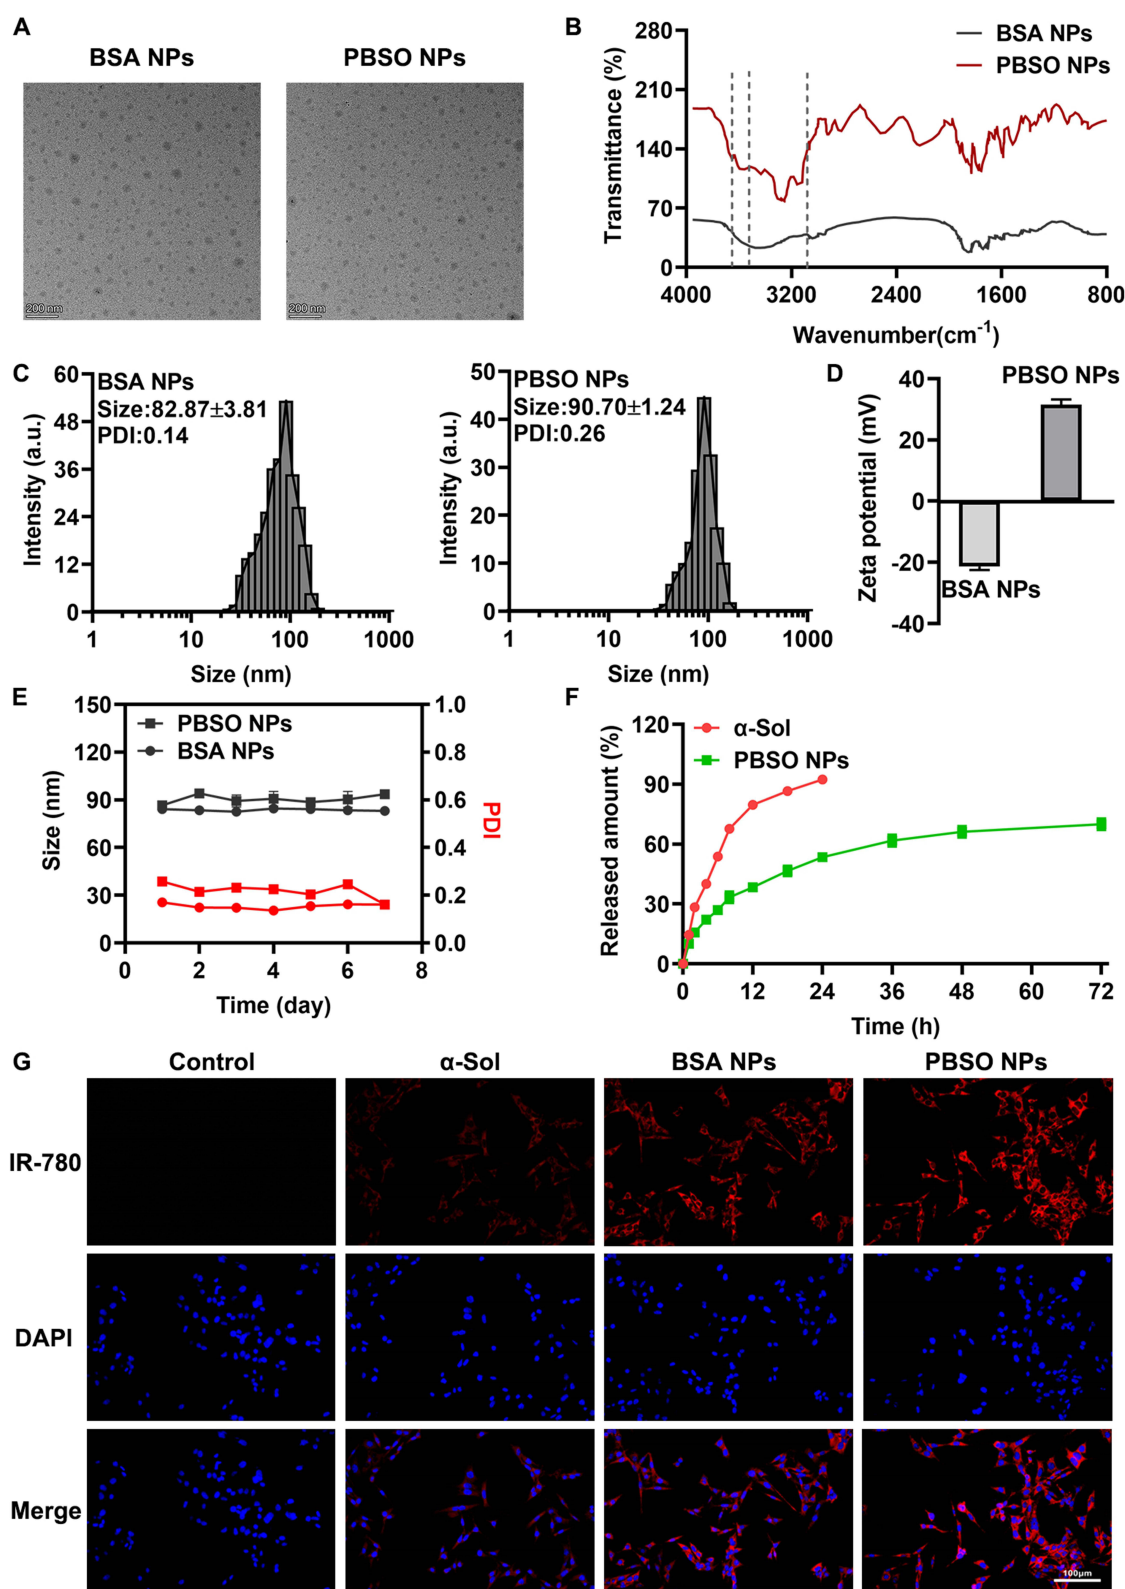 A
BSA NPs
PBSO NPs
200 nm
200 nm
B
BSA NPs
PBSO NPs
Transmittance (%)
280
210
140
70
0
4000
3200
2400
1600
800
Wavenumber(cm-1)
C
BSA NPs
Size:82.87±3.81
PDI:0.14
Intensity (a.u.)
60
48
36
24
12
0
1
10
100
1000
Size (nm)
PBSO NPs
Size:90.70±1.24
PDI:0.26
Intensity (a.u.)
50
40
30
20
10
0
1
10
100
1000
Size (nm)
D
PBSO NPs
BSA NPs
Zeta potential (mV)
40
20
0
-20
-40
E
PBSO NPs
BSA NPs
Size (nm)
150
120
90
60
30
0
1.0
0.8
0.6
0.4
0.2
0.0
PDI
0
2
4
6
8
Time (day)
F
α-Sol
PBSO NPs
Released amount (%)
120
90
60
30
0
0
12
24
36
48
60
72
Time (h)
G
Control
α-Sol
BSA NPs
PBSO NPs
IR-780
DAPI
Merge
100μm